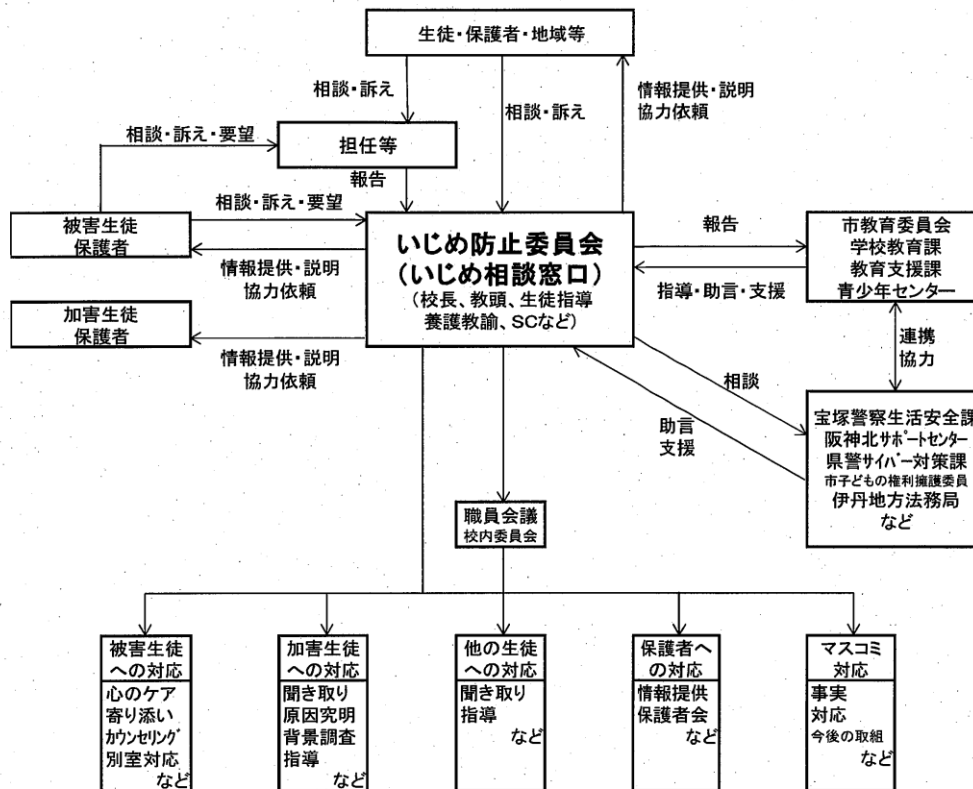 生徒・保護者・地域等
相談・訴え
相談・訴え
情報提供・説明
協力依頼
相談・訴え・要望
担任等
報告
被害生徒
保護者
相談・訴え・要望
情報提供・説明
協力依頼
いじめ防止委員会
(いじめ相談窓口)
(校長、教頭、生徒指導
養護教諭、SCなど)
報告
指導・助言・支援
市教育委員会
学校教育課
教育支援課
青少年センター
加害生徒
保護者
情報提供・説明
協力依頼
連携
協力
相談
助言
支援
宝塚警察生活安全課
阪神北サポートセンター
県警サイバー対策課
市子どもの権利擁護委員
伊丹地方法務局
など
職員会議
校内委員会
被害生徒
への対応
心のケア
寄り添い
カウンセリング
別室対応
など
加害生徒
への対応
聞き取り
原因究明
背景調査
指導
など
他の生徒
への対応
聞き取り
指導
など
保護者へ
の対応
情報提供
保護者会
など
マスコミ
対応
事実
対応
今後の取組
など